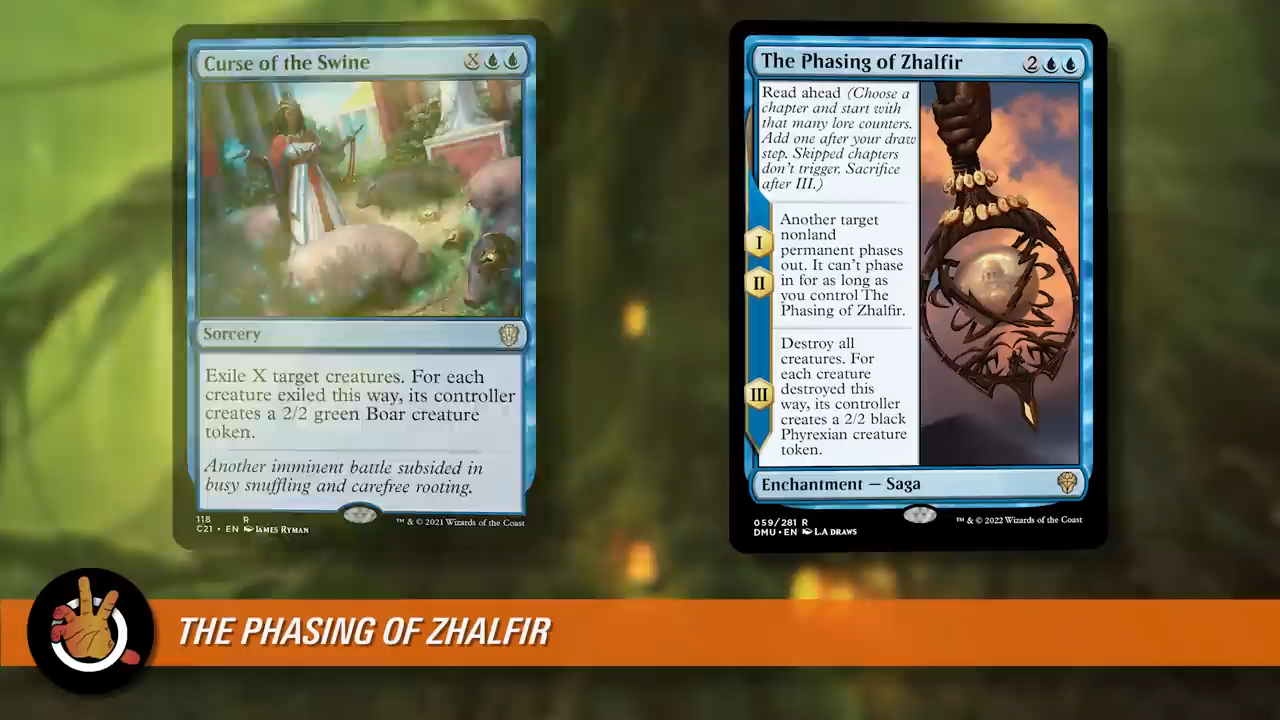 Curse of the Swine X
Sorcery
Exile X target creatures. For each
creature exiled this way, its controller
creates a 2/2 green Boar creature
token.
Another imminent battle subsided in
busy snuffling and carefree rooting.
118 R
C21 • EN JAMES RYMAN
™ & © 2021 Wizards of the Coast
The Phasing of Zhalfir 2
Read ahead (Choose a
chapter and start with
that many lore counters.
Add one after your draw
step. Skipped chapters
don't trigger. Sacrifice
after III.)
I
II
Another target
nonland
permanent phases
out. It can't phase
in for as long as
you control The
Phasing of Zhalfir.
III
Destroy all
creatures. For
each creature
destroyed this
way, its controller
creates a 2/2 black
Phyrexian creature
token.
Enchantment — Saga
059/281 R
DMU • EN L.A DRAWS
™ & © 2022 Wizards of the Coast
THE PHASING OF ZHALFIR